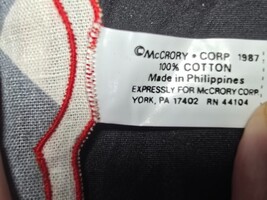 ©McCRORY • CORP 1987
100% COTTON
Made in Philippines
EXPRESSLY FOR McCRORY CORP.
YORK, PA 17402 RN 44104